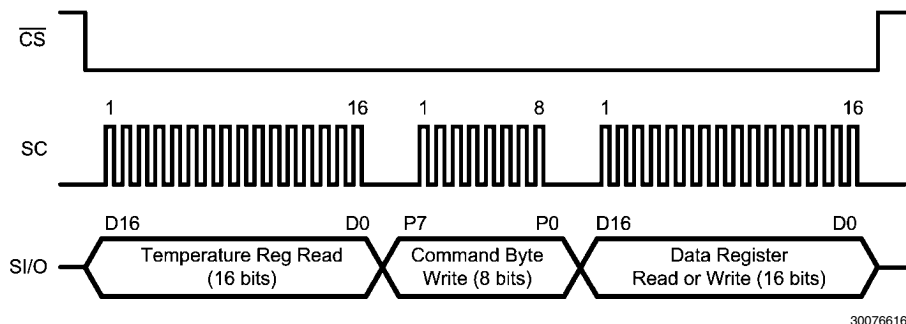 CS
1 16 1 8 1 16
SC
D16 D0 P7 P0 D16 D0
SI/O
Temperature Reg Read
(16 bits)
Command Byte
Write (8 bits)
Data Register
Read or Write (16 bits)
30076616